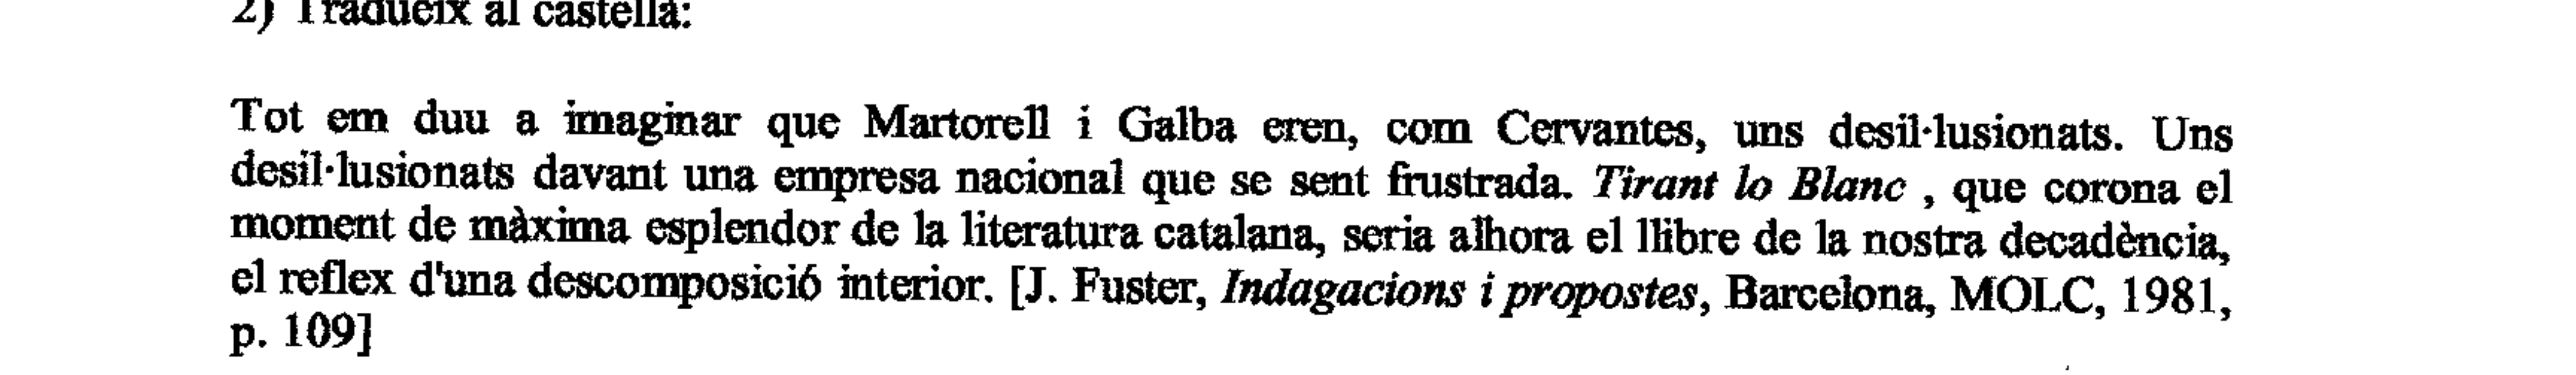 2) Tradueix al castellà:
Tot em duu a imaginar que Martorell i Galba eren, com Cervantes, uns desil·lusionats. Uns
desil·lusionats davant una empresa nacional que se sent frustrada. Tirant lo Blanc , que corona el
moment de màxima esplendor de la literatura catalana, seria alhora el llibre de la nostra decadència,
el reflex d'una descomposició interior. [J. Fuster, Indagacions i propostes, Barcelona, MOLC, 1981,
p. 109]